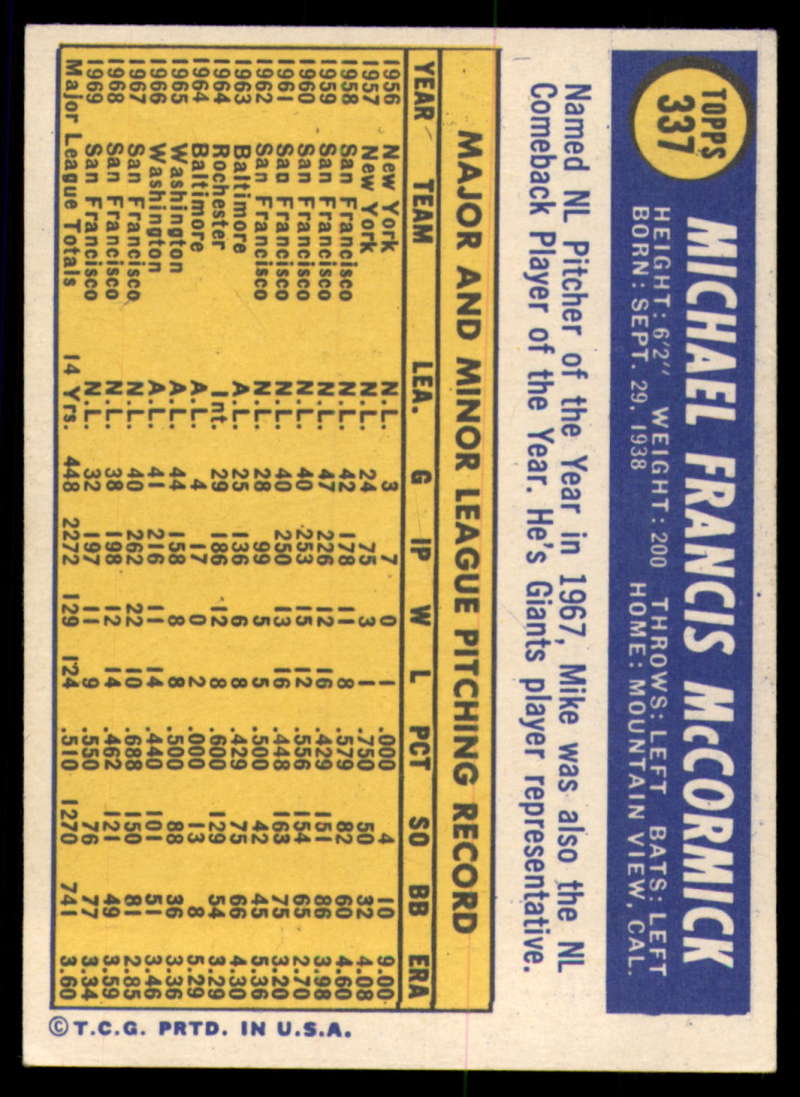 TOPPS
337
MICHAEL FRANCIS McCORMICK
HEIGHT: 6'2" WEIGHT: 200 THROWS: LEFT BATS: LEFT
BORN: SEPT. 29, 1938 HOME: MOUNTAIN VIEW, CAL.
Named NL Pitcher of the Year in 1967, Mike was also the NL
Comeback Player of the Year. He's Giants player representative.
MAJOR AND MINOR LEAGUE PITCHING RECORD
YEAR TEAM LEA. G IP W L PCT SO BB ERA
1956 New York N.L. 3 7 0 1 .000 4 10 9.00
1957 New York N.L. 24 75 3 1 .750 50 32 4.08
1958 San Francisco N.L. 42 178 11 8 .579 82 60 4.60
1959 San Francisco N.L. 47 226 12 16 .429 151 86 3.98
1960 San Francisco N.L. 40 253 15 12 .556 154 65 2.70
1961 San Francisco N.L. 40 250 13 16 .448 163 75 3.20
1962 San Francisco N.L. 28 99 5 5 .500 42 45 5.36
1963 Baltimore A.L. 25 136 6 8 .429 75 66 4.30
1964 Rochester Int. 29 186 12 8 .600 129 54 3.29
1964 Baltimore A.L. 4 17 0 2 .000 13 8 5.29
1965 Washington A.L. 44 158 8 8 .500 88 36 3.36
1966 Washington A.L. 41 216 11 14 .440 101 51 3.46
1967 San Francisco N.L. 40 262 22 10 .688 150 81 2.85
1968 San Francisco N.L. 38 198 12 14 .462 121 49 3.59
1969 San Francisco N.L. 32 197 11 9 .550 76 77 3.34
Major League Totals 14 Yrs. 448 2272 129 124 .510 1270 741 3.60
© T.C.G. PRTD. IN U.S.A.